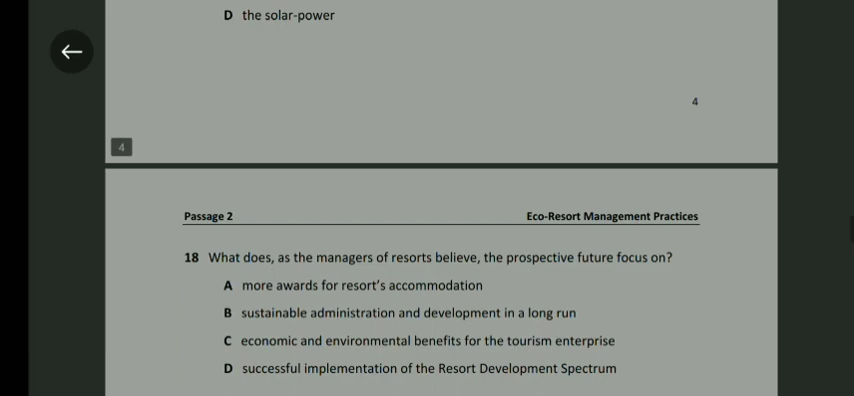 D the solar-power
4
4
Passage 2 Eco-Resort Management Practices
18 What does, as the managers of resorts believe, the prospective future focus on?
A more awards for resort's accommodation
B sustainable administration and development in a long run
C economic and environmental benefits for the tourism enterprise
D successful implementation of the Resort Development Spectrum